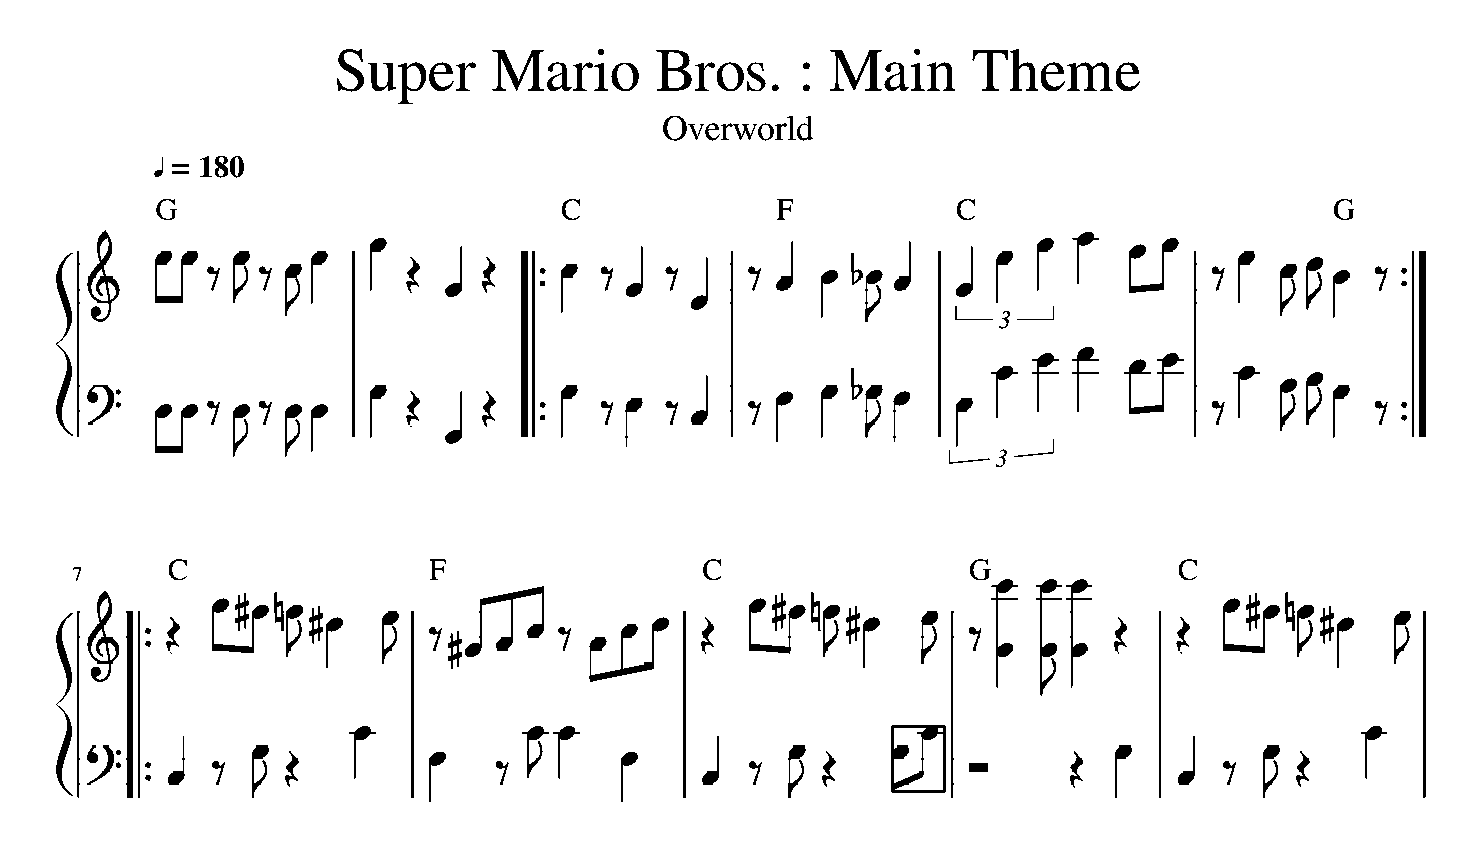 Super Mario Bros. : Main Theme
Overworld
♩ = 180
G C F C G
3
3
7 C F C G C